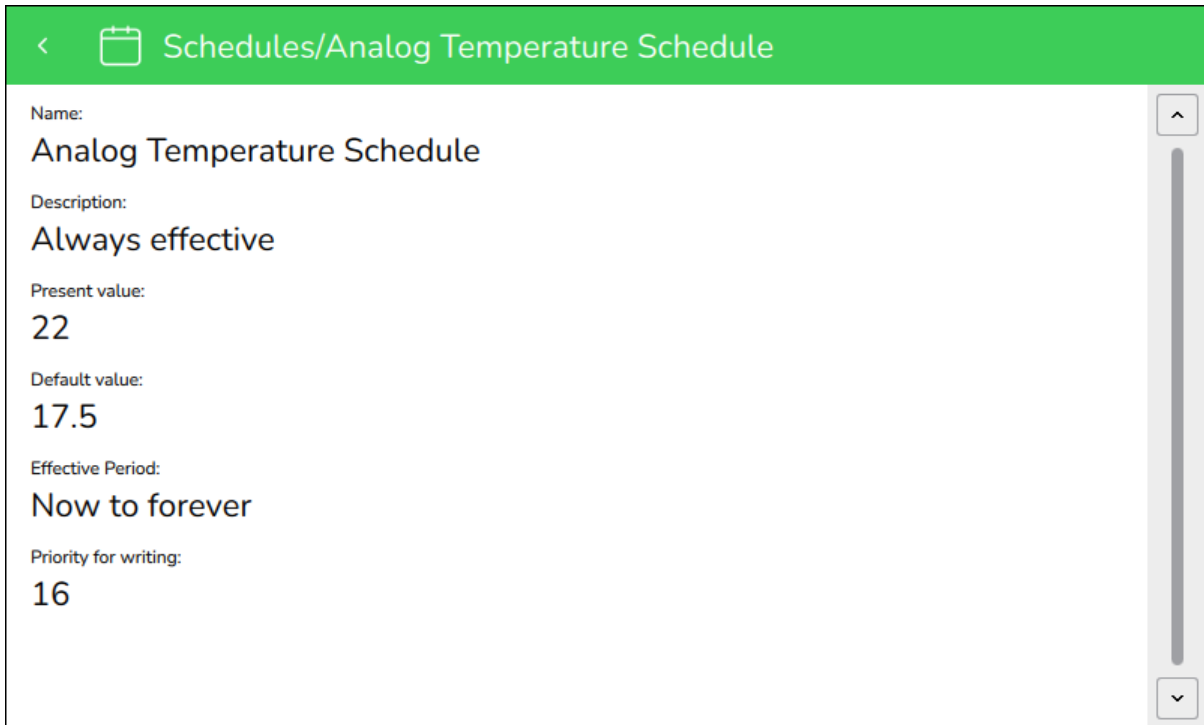 Schedules/Analog Temperature Schedule
Name:
Analog Temperature Schedule
Description:
Always effective
Present value:
22
Default value:
17.5
Effective Period:
Now to forever
Priority for writing:
16